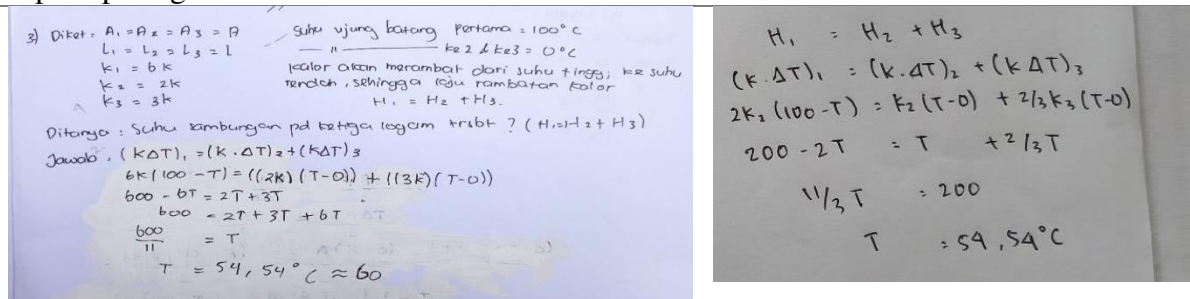 3) Diket : A₁ = A₂ = A₃ = A
L₁ = L₂ = L₃ = L
k₁ = 6k
k₂ = 2k
k₃ = 3k
Suhu ujung batang pertama = 100°C
— " — ke 2 & ke3 = 0°C
kalor akan merambat dari suhu tinggi ke suhu
rendah, sehingga laju rambatan kalor
H₁ = H₂ + H₃.
Ditanya : Suhu sambungan pd ketiga logam trsbt ? (H₁=H₂+H₃)
Jawab : (KΔT)₁ = (K.ΔT)₂+(KΔT)₃
6k(100-T) = ((2k)(T-0)) + ((3k)(T-0))
600 - 6T = 2T + 3T
600 = 2T + 3T + 6T
600/11 = T
T = 54,54°C ≈ 60
H₁ = H₂ + H₃
(k.ΔT)₁ = (k.ΔT)₂ + (k ΔT)₃
2k₂(100-T) = k₂(T-0) + 2/3 k₃(T-0)
200 - 2T = T + 2/3 T
11/3 T = 200
T = 54,54°C